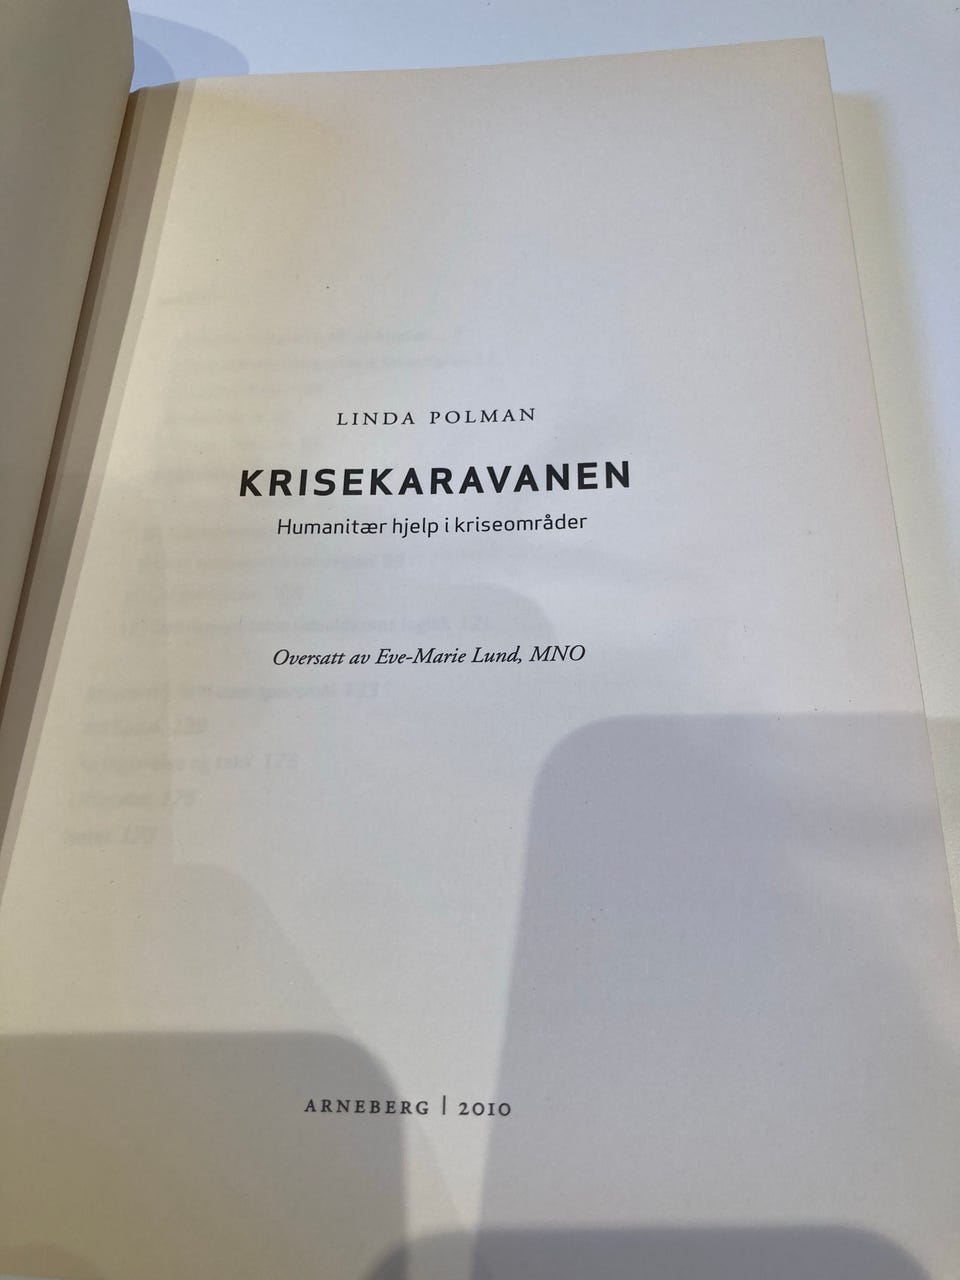 LINDA POLMAN
KRISEKARAVANEN
Humanitær hjelp i kriseområder
Oversatt av Eve-Marie Lund, MNO
ARNEBERG | 2010